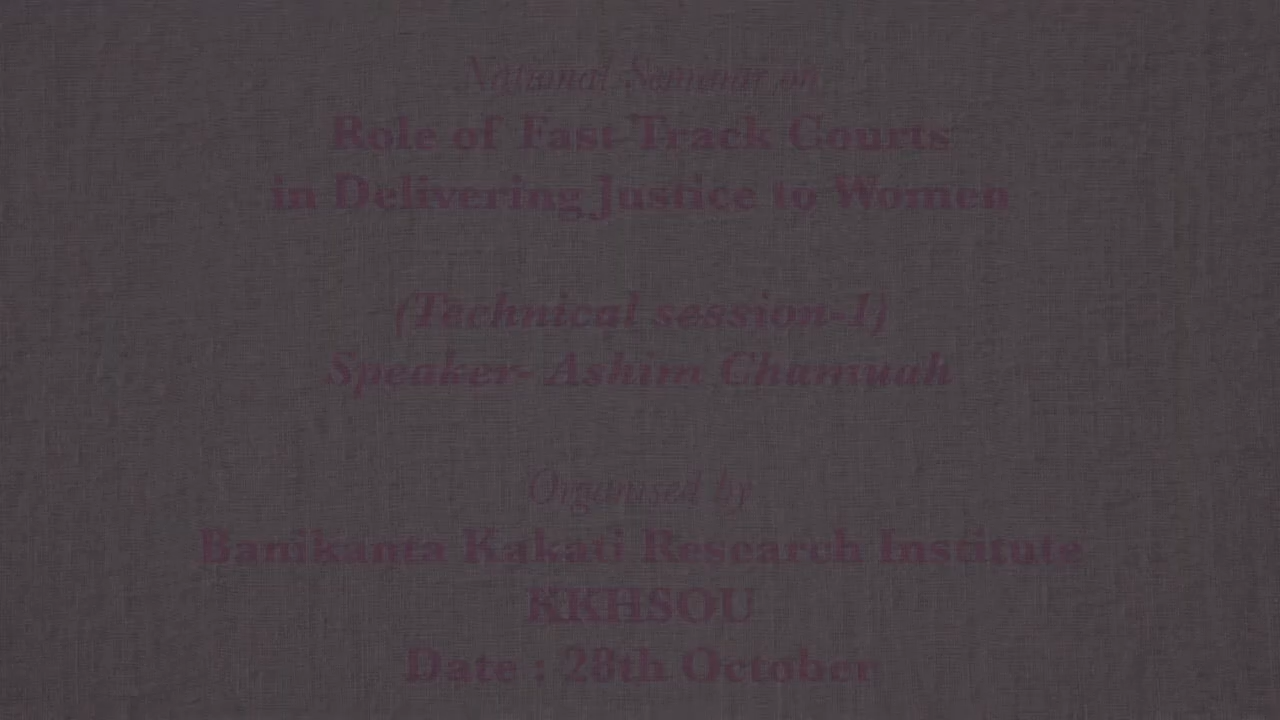 National Seminar on
Role of Fast Track Courts
in Delivering Justice to Women
(Technical session-1)
Speaker- Ashim Chamuah
Organised by
Banikanta Kakati Research Institute
KKHSOU
Date : 28th October